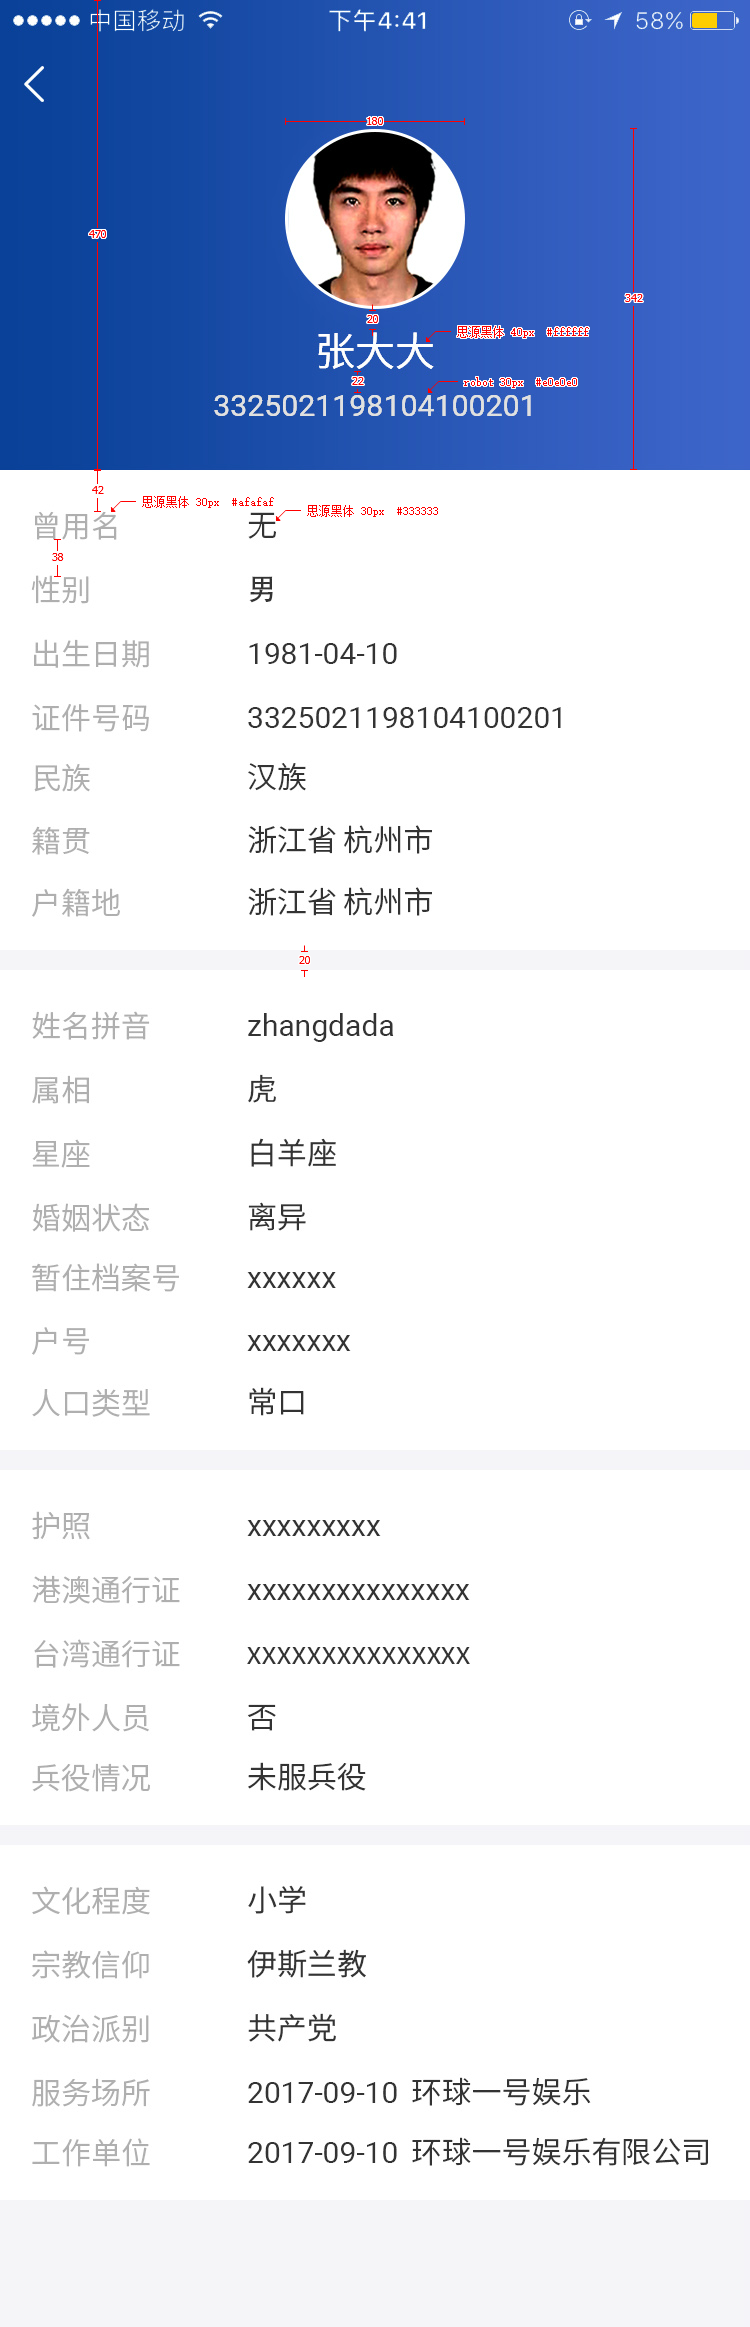 中国移动 下午4:41 58%
180
470
342
20
思源黑体 40px #ffffff
张大大
22
robot 30px #e0e0e0
3325021198104100201
42
思源黑体 30px #afafaf
思源黑体 30px #333333
曾用名 无
38
性别 男
出生日期 1981-04-10
证件号码 3325021198104100201
民族 汉族
籍贯 浙江省 杭州市
户籍地 浙江省 杭州市
20
姓名拼音 zhangdada
属相 虎
星座 白羊座
婚姻状态 离异
暂住档案号 xxxxxx
户号 xxxxxxx
人口类型 常口
护照 xxxxxxxxx
港澳通行证 xxxxxxxxxxxxxxx
台湾通行证 xxxxxxxxxxxxxxx
境外人员 否
兵役情况 未服兵役
文化程度 小学
宗教信仰 伊斯兰教
政治派别 共产党
服务场所 2017-09-10 环球一号娱乐
工作单位 2017-09-10 环球一号娱乐有限公司